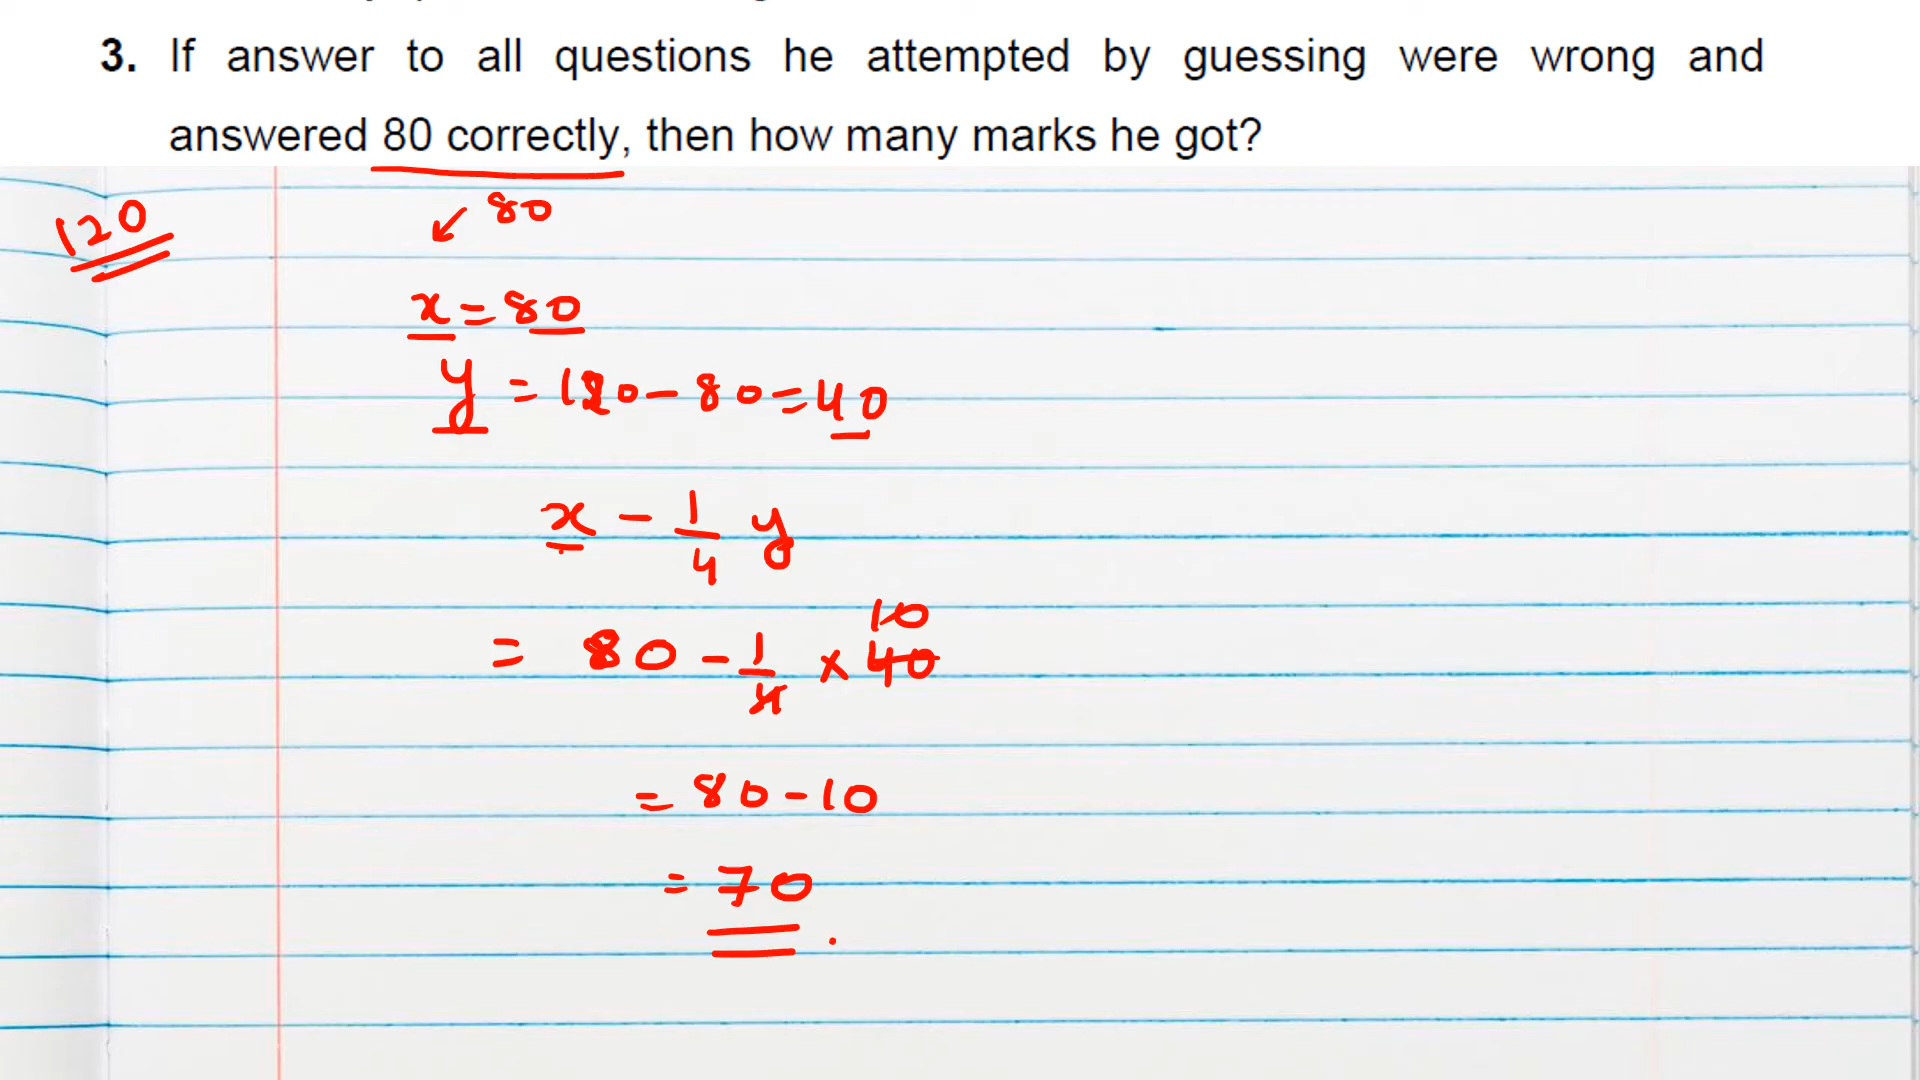 3. If answer to all questions he attempted by guessing were wrong and
answered 80 correctly, then how many marks he got?
120
80
x = 80
y = 120 - 80 = 40
x - 1/4 y
10
= 80 - 1/4 × 40
= 80 - 10
= 70